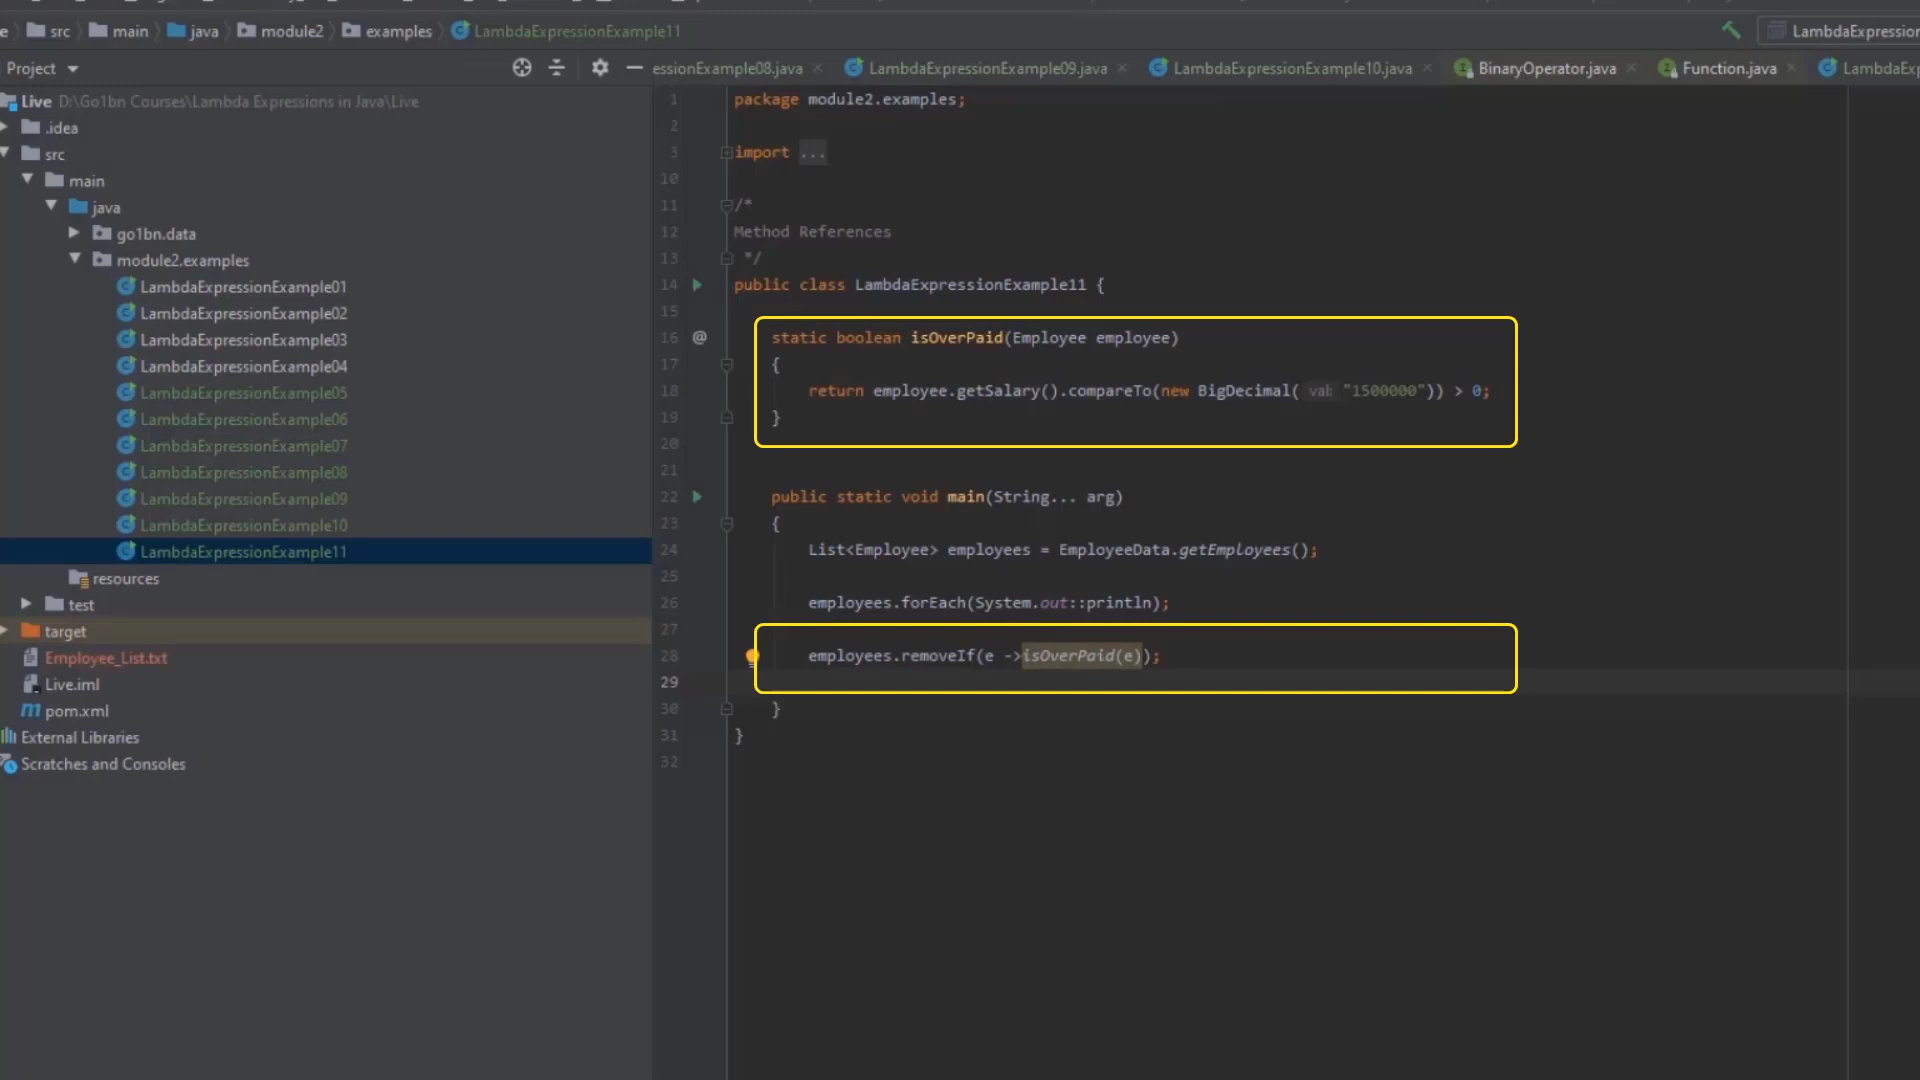 e src main java module2 examples LambdaExpressionExample11
LambdaExpression
Project
essionExample08.java LambdaExpressionExample09.java LambdaExpressionExample10.java BinaryOperator.java Function.java LambdaExp
Live D:\Go1bn Courses\Lambda Expressions in Java\Live
.idea
src
main
java
go1bn.data
module2.examples
LambdaExpressionExample01
LambdaExpressionExample02
LambdaExpressionExample03
LambdaExpressionExample04
LambdaExpressionExample05
LambdaExpressionExample06
LambdaExpressionExample07
LambdaExpressionExample08
LambdaExpressionExample09
LambdaExpressionExample10
LambdaExpressionExample11
resources
test
target
Employee_List.txt
Live.iml
pom.xml
External Libraries
Scratches and Consoles
1 package module2.examples;
2
3 import ...
10
11 /*
12 Method References
13 */
14 public class LambdaExpressionExample11 {
15
16 @ static boolean isOverPaid(Employee employee)
17 {
18 return employee.getSalary().compareTo(new BigDecimal( val: "1500000")) > 0;
19 }
20
21
22 public static void main(String... arg)
23 {
24 List<Employee> employees = EmployeeData.getEmployees();
25
26 employees.forEach(System.out::println);
27
28 employees.removeIf(e ->isOverPaid(e));
29
30 }
31 }
32